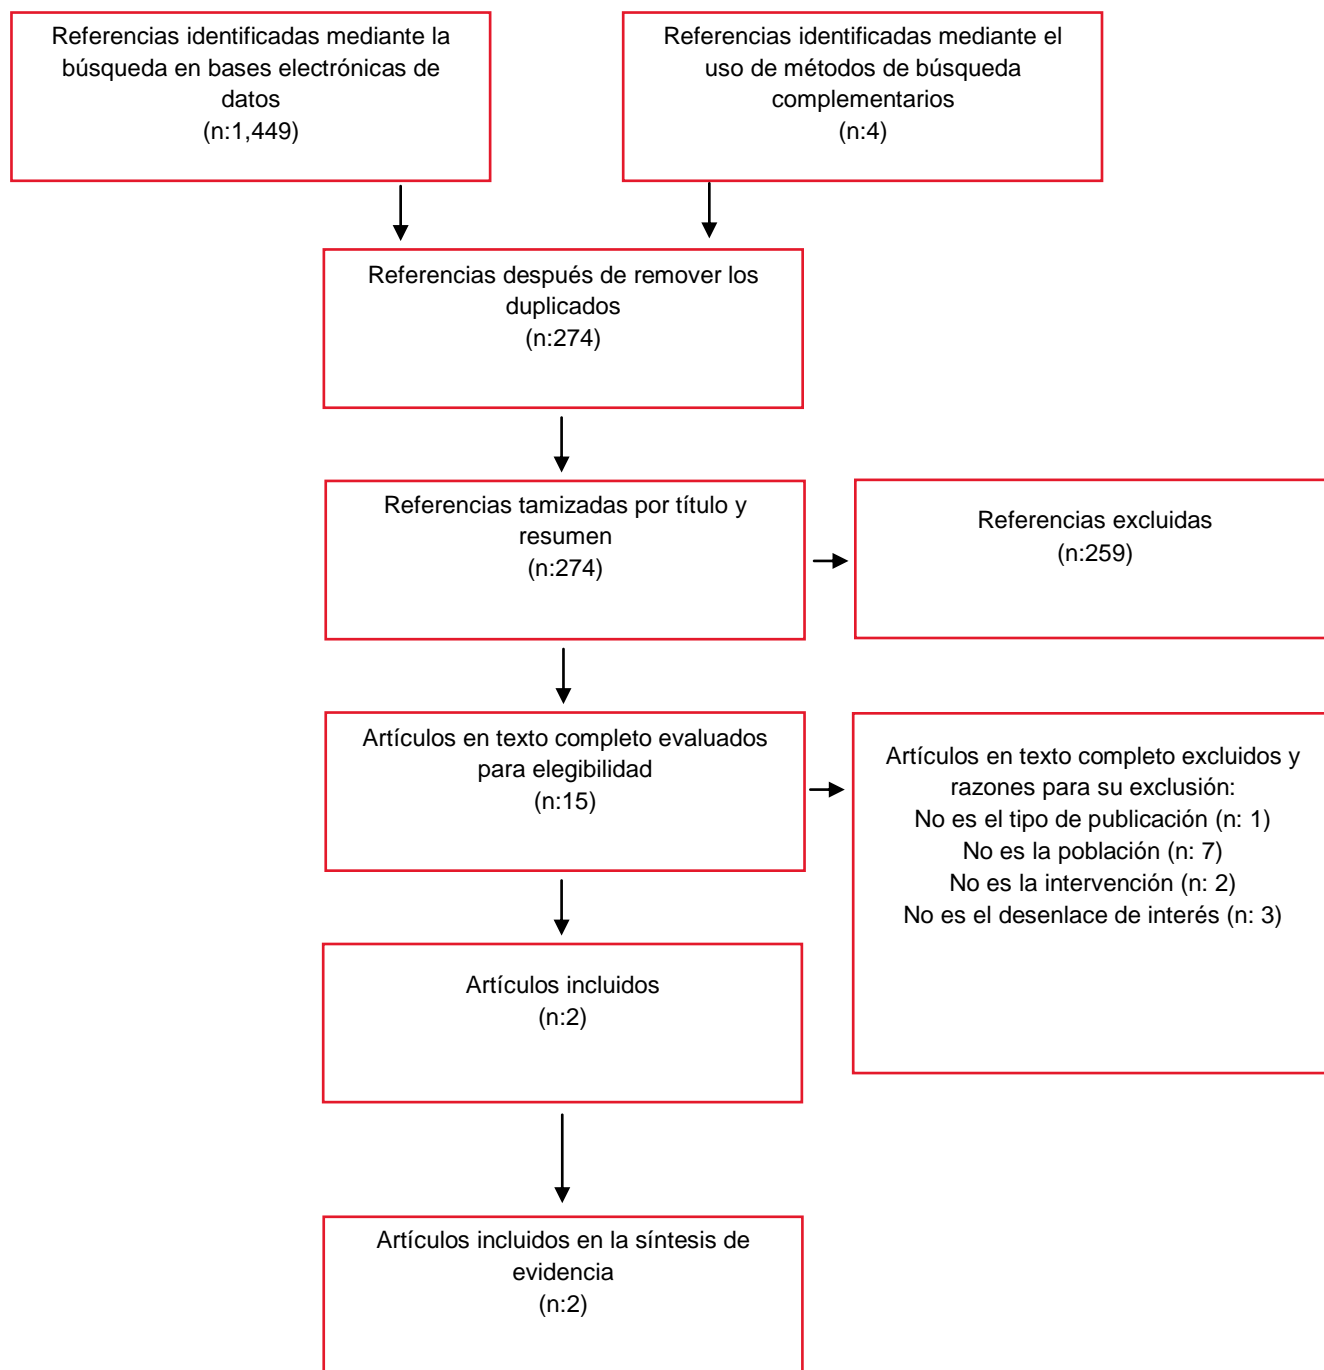 Referencias identificadas mediante la
búsqueda en bases electrónicas de
datos
(n:1,449)
Referencias identificadas mediante el
uso de métodos de búsqueda
complementarios
(n:4)
Referencias después de remover los
duplicados
(n:274)
Referencias tamizadas por título y
resumen
(n:274)
Referencias excluidas
(n:259)
Artículos en texto completo evaluados
para elegibilidad
(n:15)
Artículos en texto completo excluidos y
razones para su exclusión:
No es el tipo de publicación (n: 1)
No es la población (n: 7)
No es la intervención (n: 2)
No es el desenlace de interés (n: 3)
Artículos incluidos
(n:2)
Artículos incluidos en la síntesis de
evidencia
(n:2)